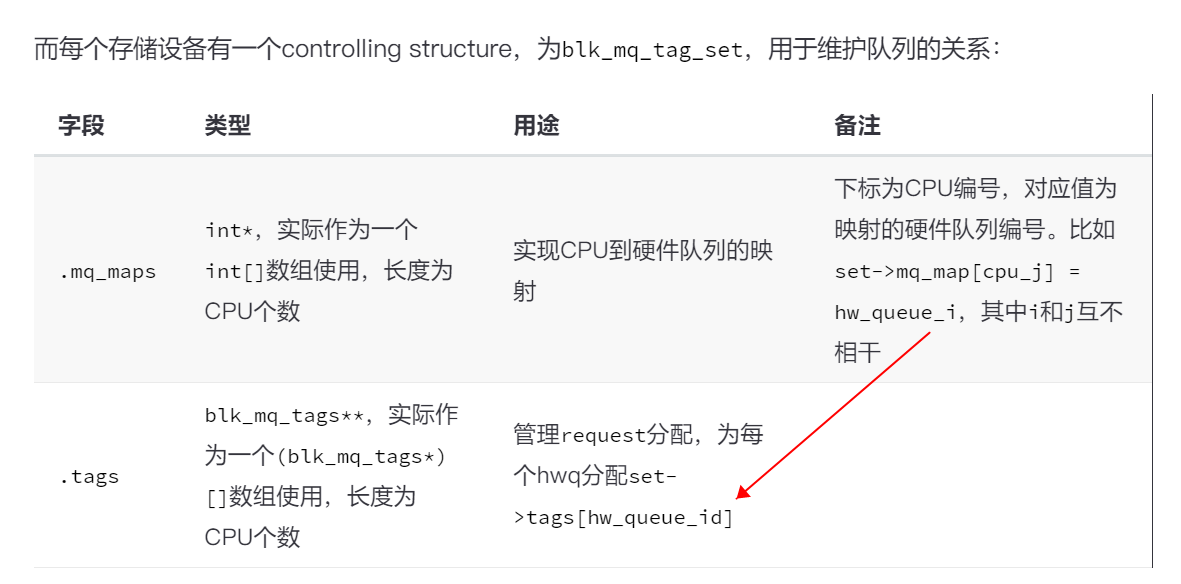 而每个存储设备有一个controlling structure，为blk_mq_tag_set，用于维护队列的关系：
字段 类型 用途 备注
.mq_maps
int*，实际作为一个
int[]数组使用，长度为
CPU个数
实现CPU到硬件队列的映
射
下标为CPU编号，对应值为
映射的硬件队列编号。比如
set->mq_map[cpu_j] =
hw_queue_i，其中i和j互不
相干
.tags
blk_mq_tags**，实际作
为一个(blk_mq_tags*)
[]数组使用，长度为
CPU个数
管理request分配，为每
个hwq分配set-
>tags[hw_queue_id]